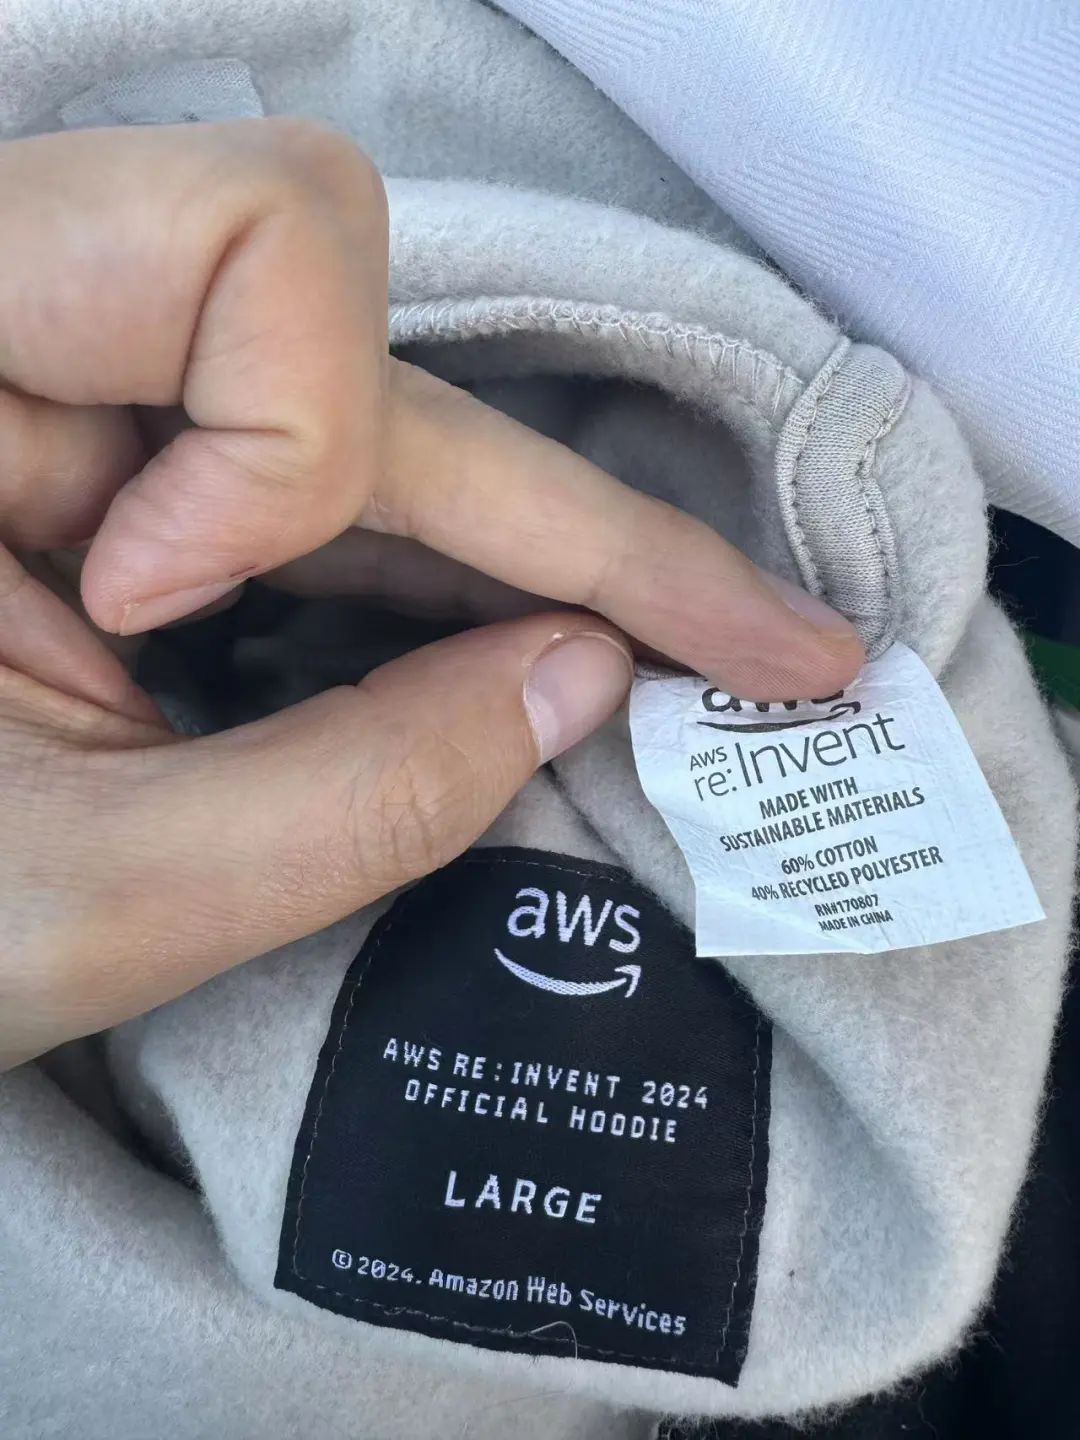 aws
AWS
re:Invent
MADE WITH
SUSTAINABLE MATERIALS
60% COTTON
40% RECYCLED POLYESTER
RN#170807
MADE IN CHINA
aws
AWS RE:INVENT 2024
OFFICIAL HOODIE
LARGE
© 2024. Amazon Web Services